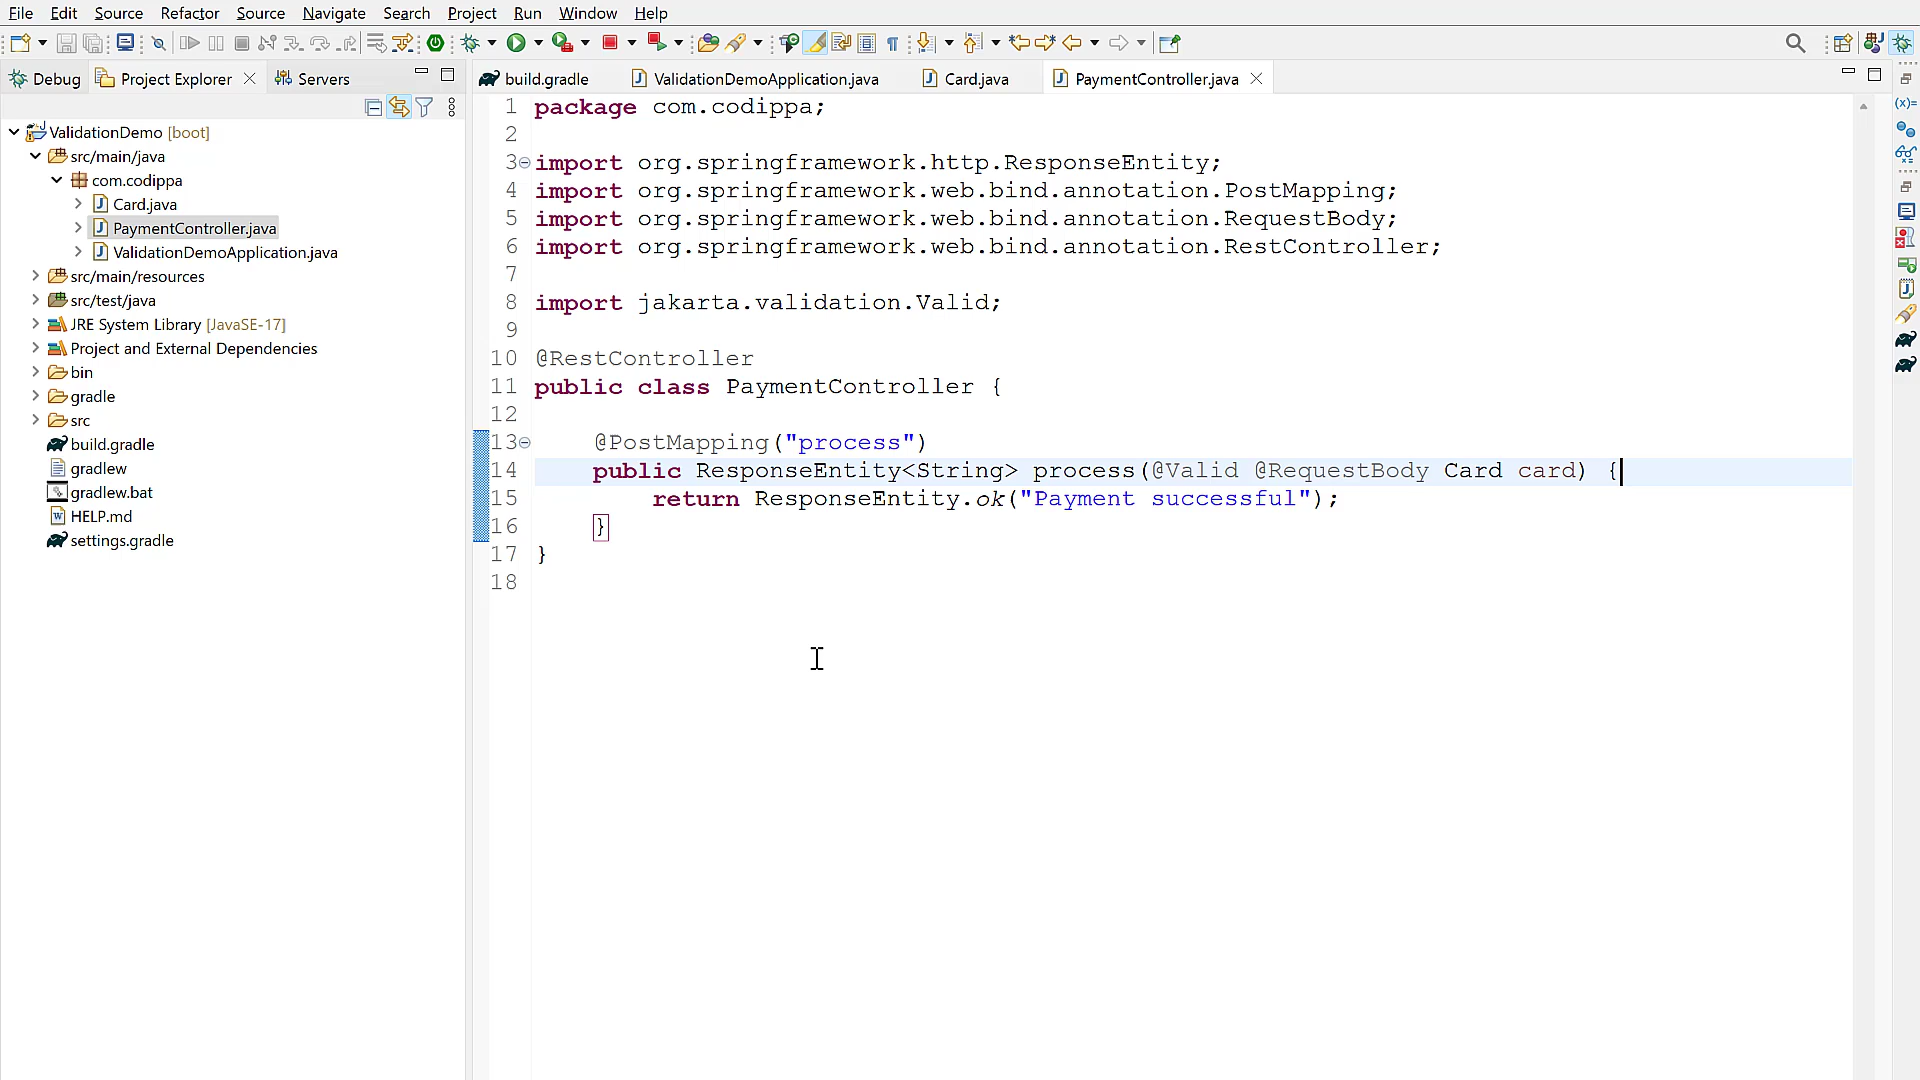 File Edit Source Refactor Source Navigate Search Project Run Window Help
Debug Project Explorer Servers
build.gradle ValidationDemoApplication.java Card.java PaymentController.java
ValidationDemo [boot]
src/main/java
com.codippa
Card.java
PaymentController.java
ValidationDemoApplication.java
src/main/resources
src/test/java
JRE System Library [JavaSE-17]
Project and External Dependencies
bin
gradle
src
build.gradle
gradlew
gradlew.bat
HELP.md
settings.gradle
1 package com.codippa;
2
3 import org.springframework.http.ResponseEntity;
4 import org.springframework.web.bind.annotation.PostMapping;
5 import org.springframework.web.bind.annotation.RequestBody;
6 import org.springframework.web.bind.annotation.RestController;
7
8 import jakarta.validation.Valid;
9
10 @RestController
11 public class PaymentController {
12
13 @PostMapping("process")
14 public ResponseEntity<String> process(@Valid @RequestBody Card card) {
15 return ResponseEntity.ok("Payment successful");
16 }
17 }
18